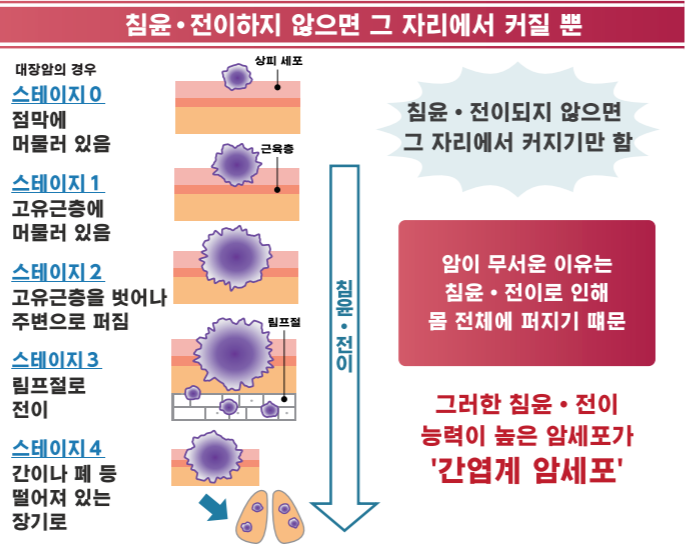 침윤•전이하지 않으면 그 자리에서 커질 뿐
대장암의 경우
스테이지 0
점막에
머물러 있음
상피 세포
스테이지 1
고유근층에
머물러 있음
근육층
스테이지 2
고유근층을 벗어나
주변으로 퍼짐
스테이지 3
림프절로
전이
림프절
스테이지 4
간이나 폐 등
떨어져 있는
장기로
침윤•전이
침윤•전이되지 않으면
그 자리에서 커지기만 함
암이 무서운 이유는
침윤•전이로 인해
몸 전체에 퍼지기 떄문
그러한 침윤•전이
능력이 높은 암세포가
'간엽계 암세포'